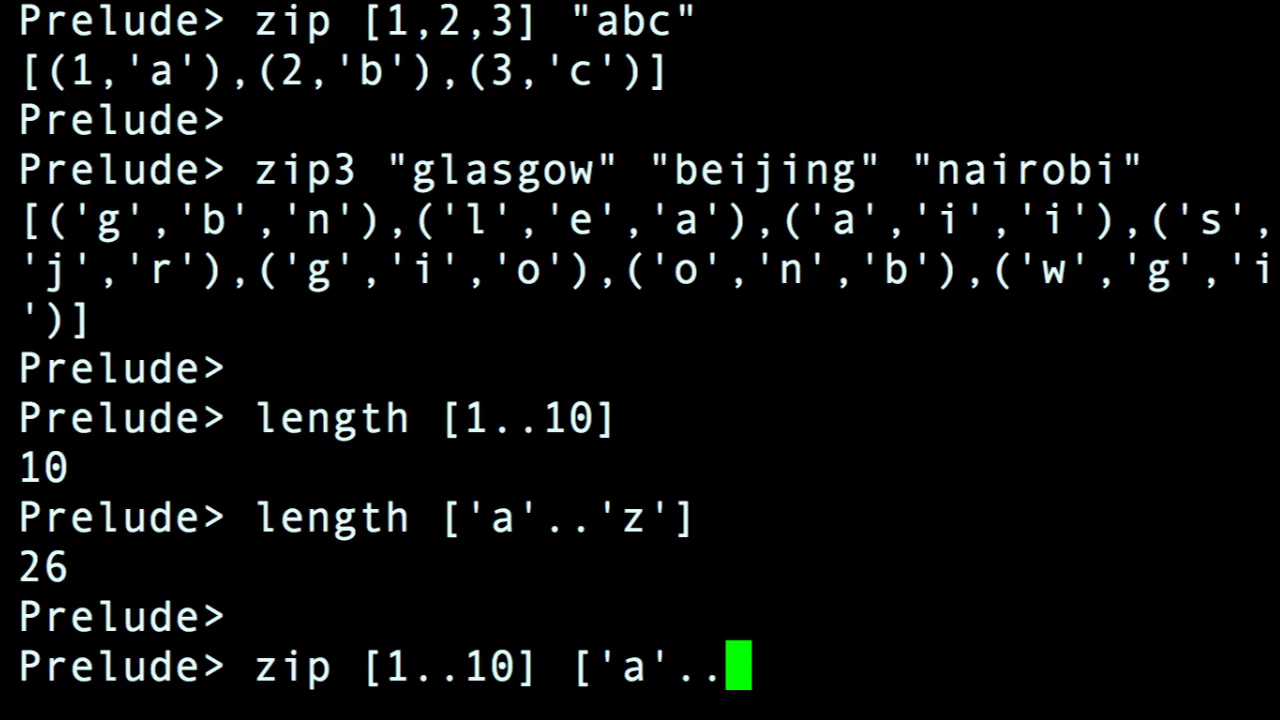 Prelude> zip [1,2,3] "abc"
[(1,'a'),(2,'b'),(3,'c')]
Prelude>
Prelude> zip3 "glasgow" "beijing" "nairobi"
[('g','b','n'),('l','e','a'),('a','i','i'),('s',
'j','r'),('g','i','o'),('o','n','b'),('w','g','i
')]
Prelude>
Prelude> length [1..10]
10
Prelude> length ['a'..'z']
26
Prelude>
Prelude> zip [1..10] ['a'..